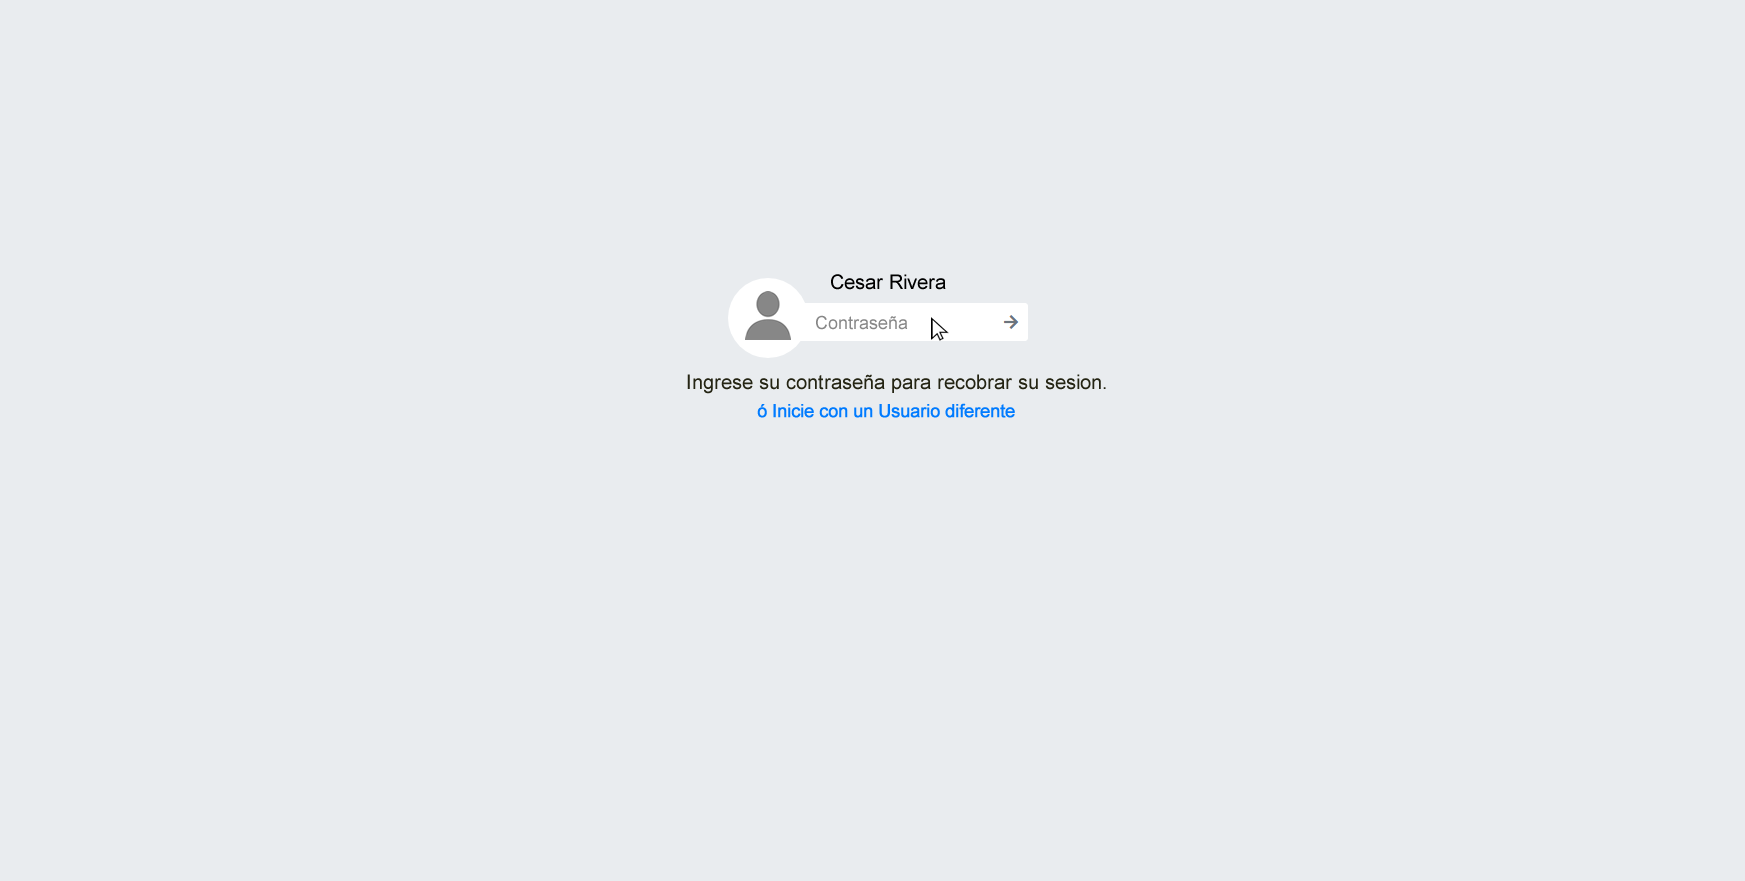 Cesar Rivera
Contraseña
Ingrese su contraseña para recobrar su sesion.
ó Inicie con un Usuario diferente